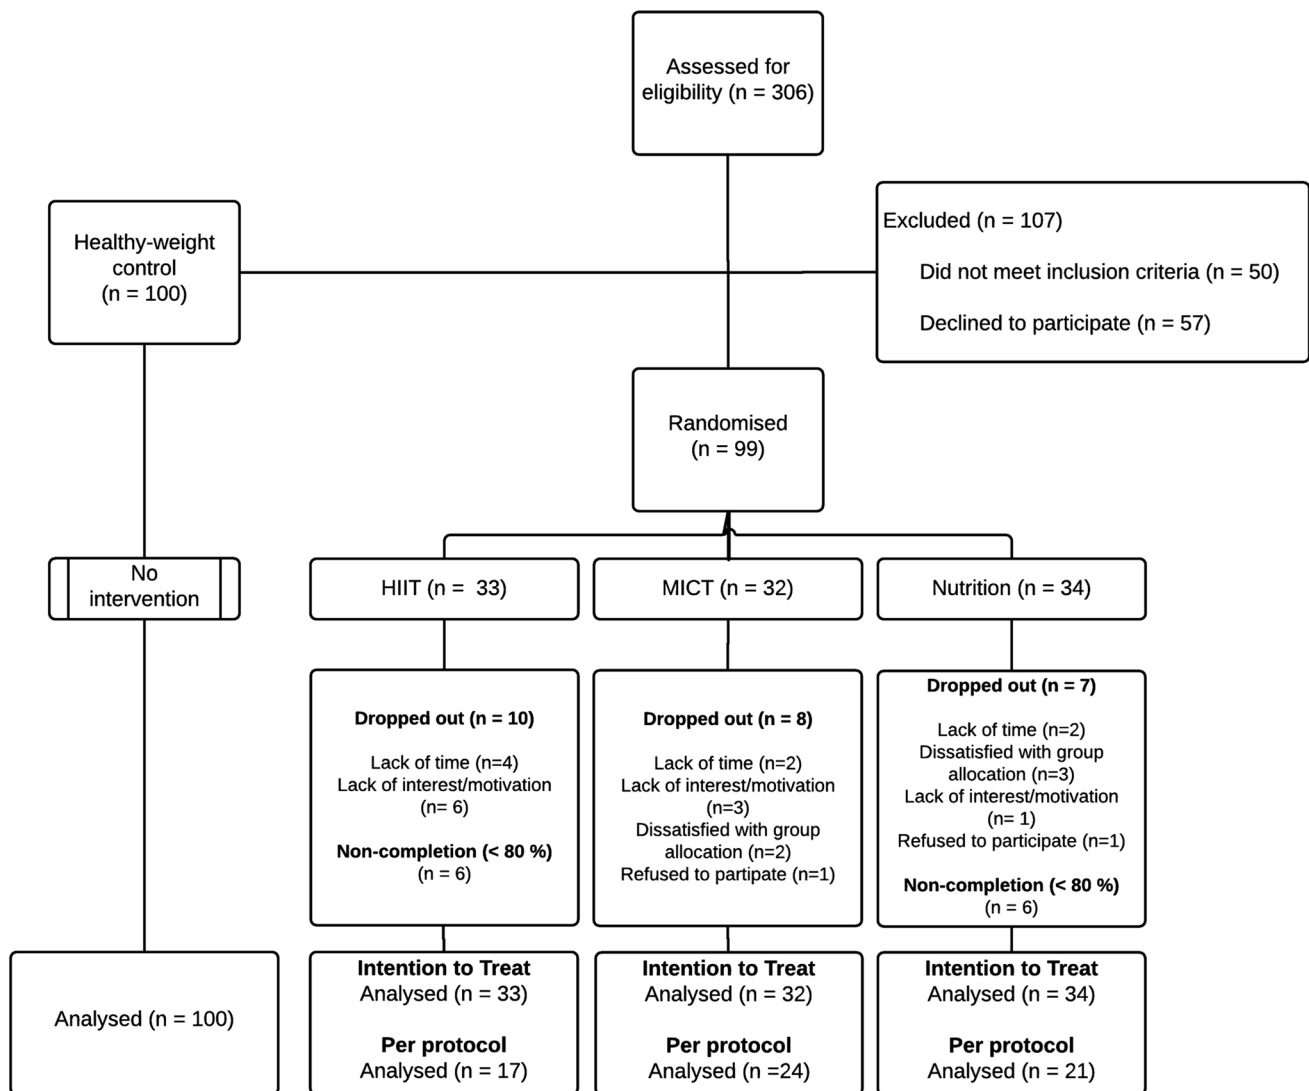 Assessed for
eligibility (n = 306)
Healthy-weight
control
(n = 100)
Excluded (n = 107)
Did not meet inclusion criteria (n = 50)
Declined to participate (n = 57)
Randomised
(n = 99)
No
intervention
HIIT (n =  33)
MICT (n = 32)
Nutrition (n = 34)
Dropped out (n = 10)
Lack of time (n=4)
Lack of interest/motivation
(n= 6)
Non-completion (< 80 %)
(n = 6)
Dropped out (n = 8)
Lack of time (n=2)
Lack of interest/motivation
(n=3)
Dissatisfied with group
allocation (n=2)
Refused to partipate (n=1)
Dropped out (n = 7)
Lack of time (n=2)
Dissatisfied with group
allocation (n=3)
Lack of interest/motivation
(n= 1)
Refused to participate (n=1)
Non-completion (< 80 %)
(n = 6)
Analysed (n = 100)
Intention to Treat
Analysed (n = 33)
Per protocol
Analysed (n = 17)
Intention to Treat
Analysed (n = 32)
Per protocol
Analysed (n =24)
Intention to Treat
Analysed (n = 34)
Per protocol
Analysed (n = 21)